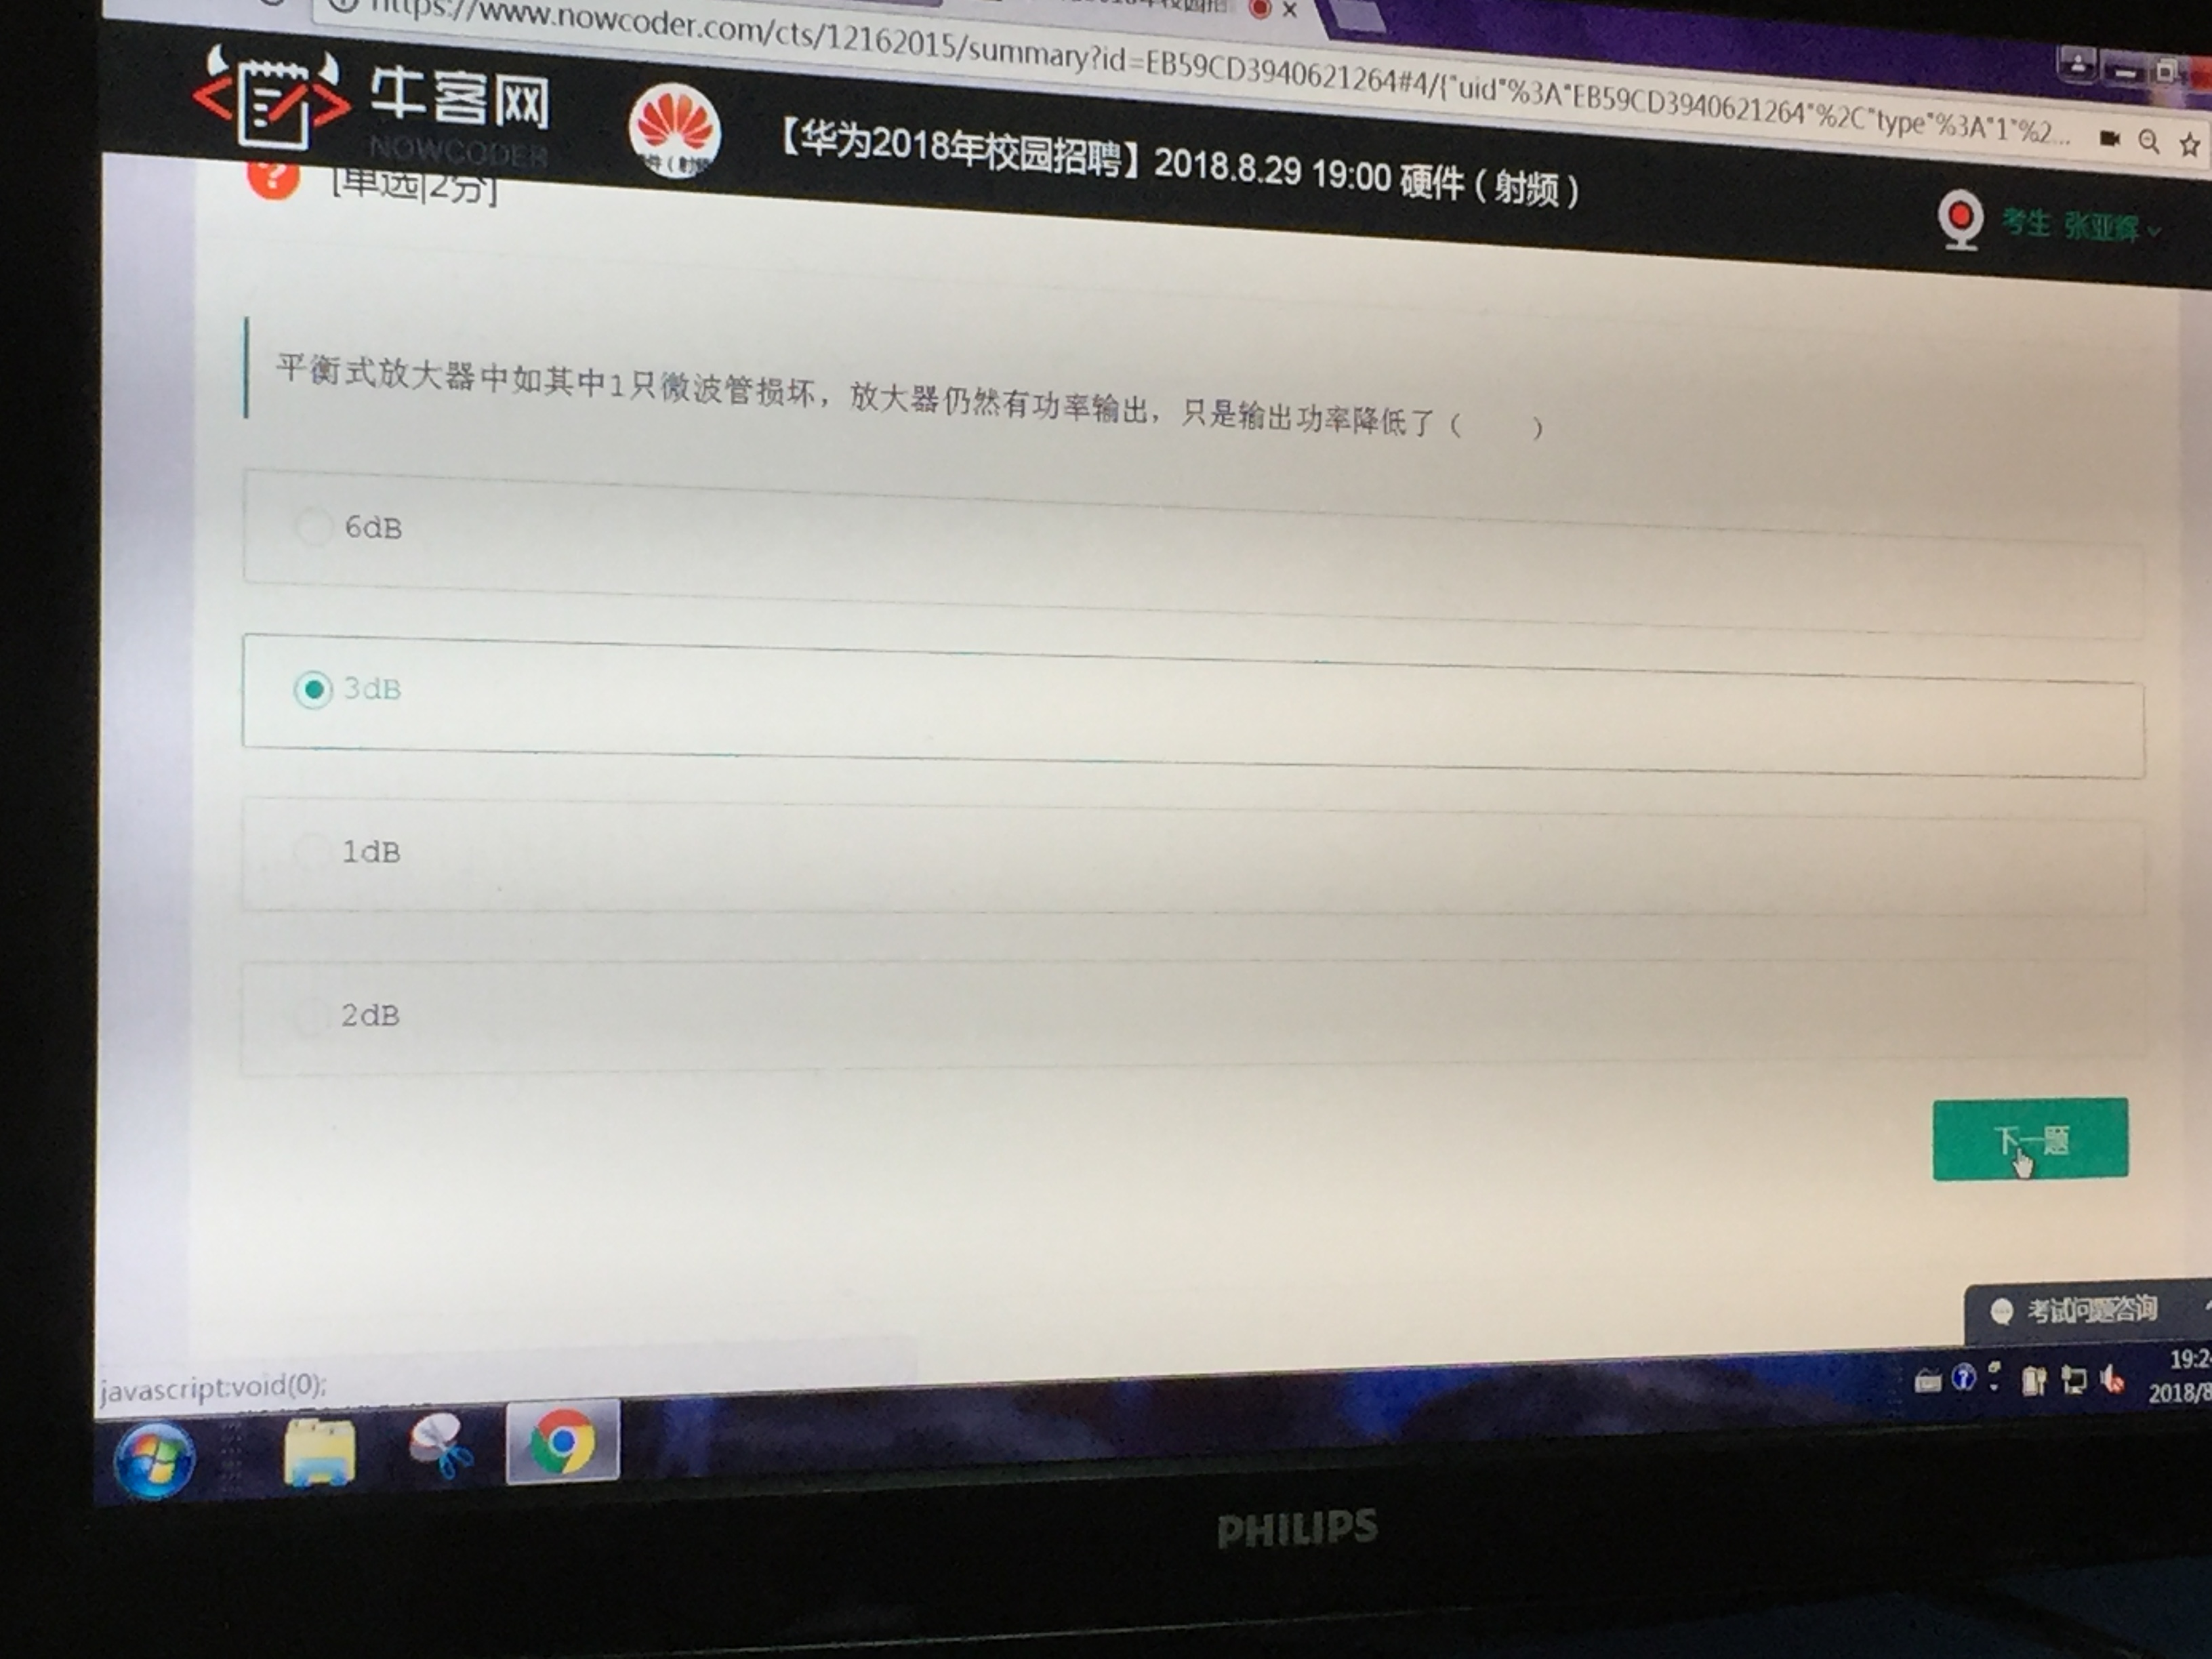 https://www.nowcoder.com/cts/12162015/summary?id=EB59CD3940621264#4/{"uid"%3A"EB59CD3940621264"%2C"type"%3A"1"%2...
牛客网
NOWCODER
【华为2018年校园招聘】2018.8.29 19:00 硬件(射频)
考生 张亚辉
[单选|2分]
平衡式放大器中如其中1只微波管损坏，放大器仍然有功率输出，只是输出功率降低了（ ）
6dB
3dB
1dB
2dB
下一题
考试问题咨询
javascript:void(0);
19:2
2018/8
PHILIPS